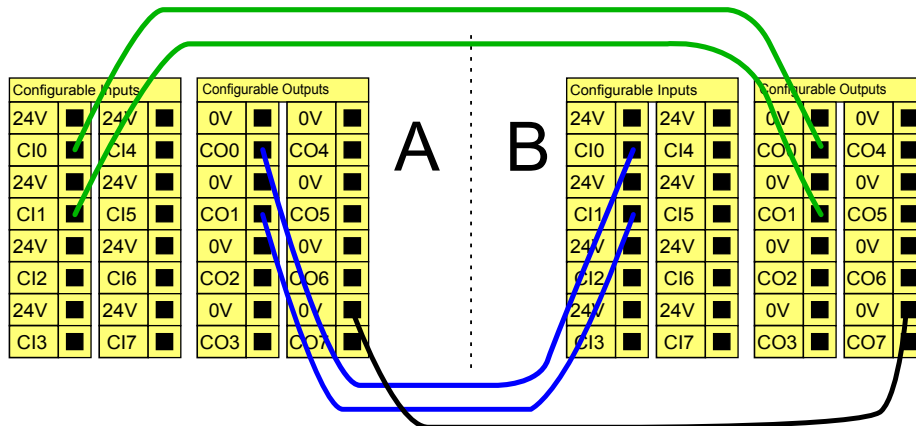 Configurable Inputs
24V 24V
CI0 CI4
24V 24V
CI1 CI5
24V 24V
CI2 CI6
24V 24V
CI3 CI7
Configurable Outputs
0V 0V
CO0 CO4
0V 0V
CO1 CO5
0V 0V
CO2 CO6
0V 0V
CO3 CO7
A
B
Configurable Inputs
24V 24V
CI0 CI4
24V 24V
CI1 CI5
24V 24V
CI2 CI6
24V 24V
CI3 CI7
Configurable Outputs
0V 0V
CO0 CO4
0V 0V
CO1 CO5
0V 0V
CO2 CO6
0V 0V
CO3 CO7